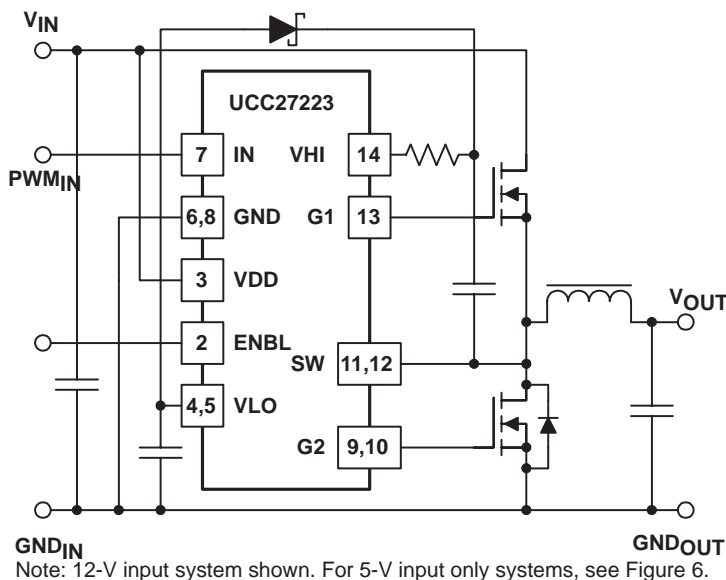 VIN
UCC27223
7 IN VHI 14
PWMIN
6,8 GND G1 13
3 VDD
VOUT
2 ENBL
SW 11,12
4,5 VLO
G2 9,10
GNDIN
GNDOUT
Note: 12-V input system shown. For 5-V input only systems, see Figure 6.